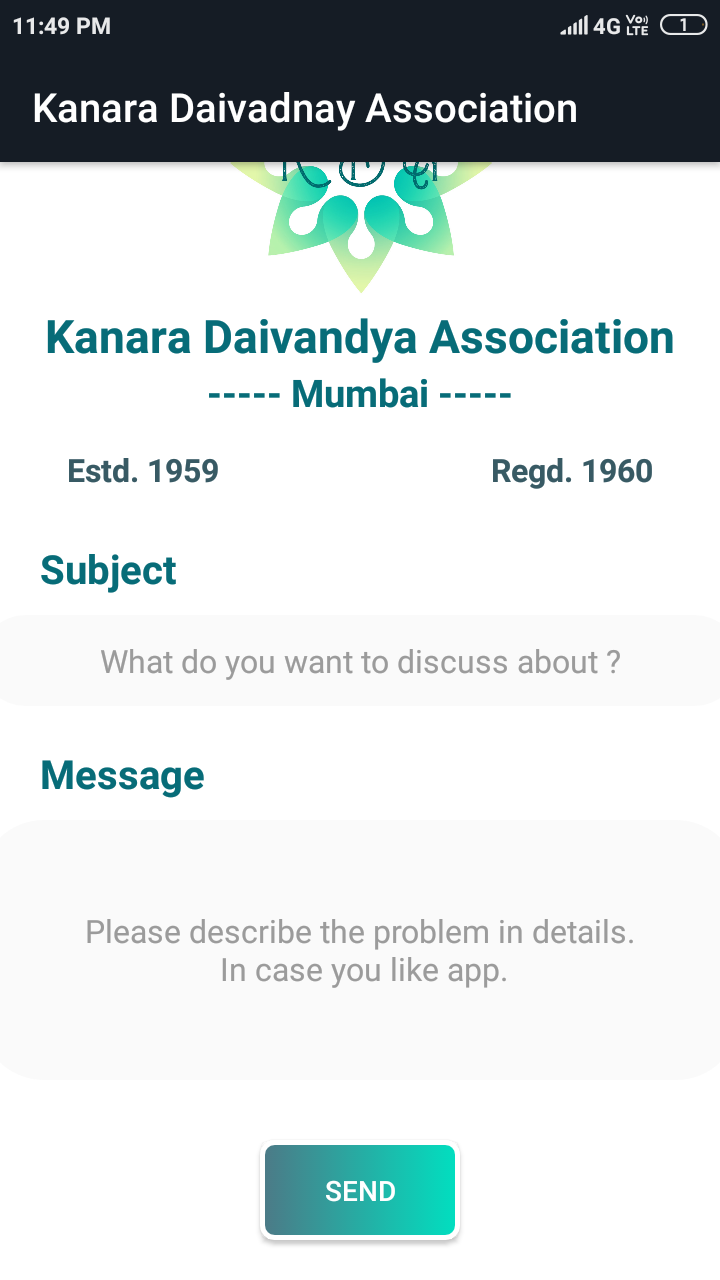 11:49 PM 4G Vo) LTE 1
Kanara Daivadnay Association
Kanara Daivandya Association
----- Mumbai -----
Estd. 1959 Regd. 1960
Subject
What do you want to discuss about ?
Message
Please describe the problem in details.
In case you like app.
SEND